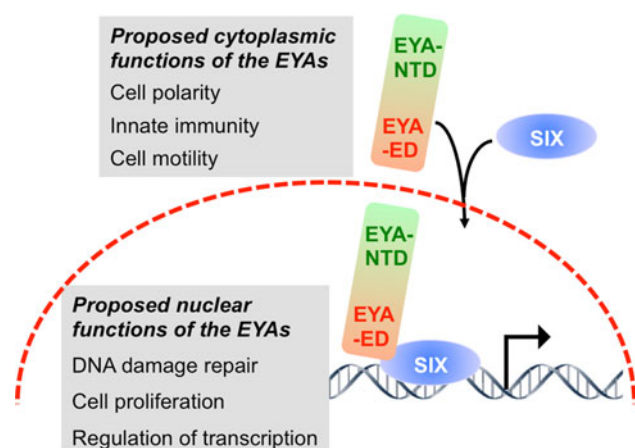 Proposed cytoplasmic
functions of the EYAs
Cell polarity
Innate immunity
Cell motility
EYA-
NTD
EYA
-ED
SIX
EYA-
NTD
EYA
-ED
SIX
Proposed nuclear
functions of the EYAs
DNA damage repair
Cell proliferation
Regulation of transcription